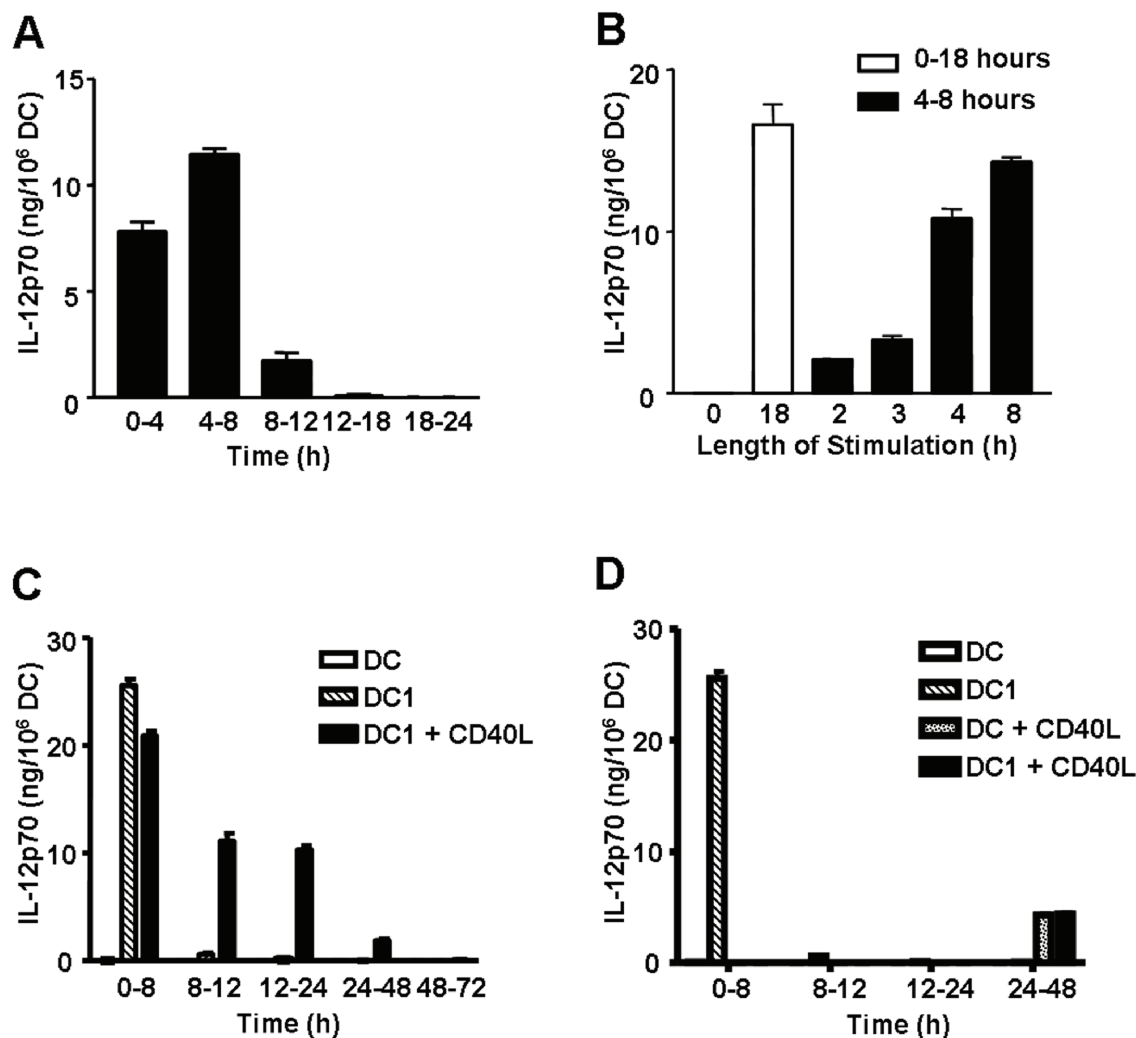 A
IL-12p70 (ng/10⁶ DC)
15
10
5
0
0-4 4-8 8-12 12-18 18-24
Time (h)
B
0-18 hours
4-8 hours
IL-12p70 (ng/10⁶ DC)
20
10
0
0 18 2 3 4 8
Length of Stimulation (h)
C
DC
DC1
DC1 + CD40L
IL-12p70 (ng/10⁶ DC)
30
20
10
0
0-8 8-12 12-24 24-48 48-72
Time (h)
D
DC
DC1
DC + CD40L
DC1 + CD40L
IL-12p70 (ng/10⁶ DC)
30
20
10
0
0-8 8-12 12-24 24-48
Time (h)